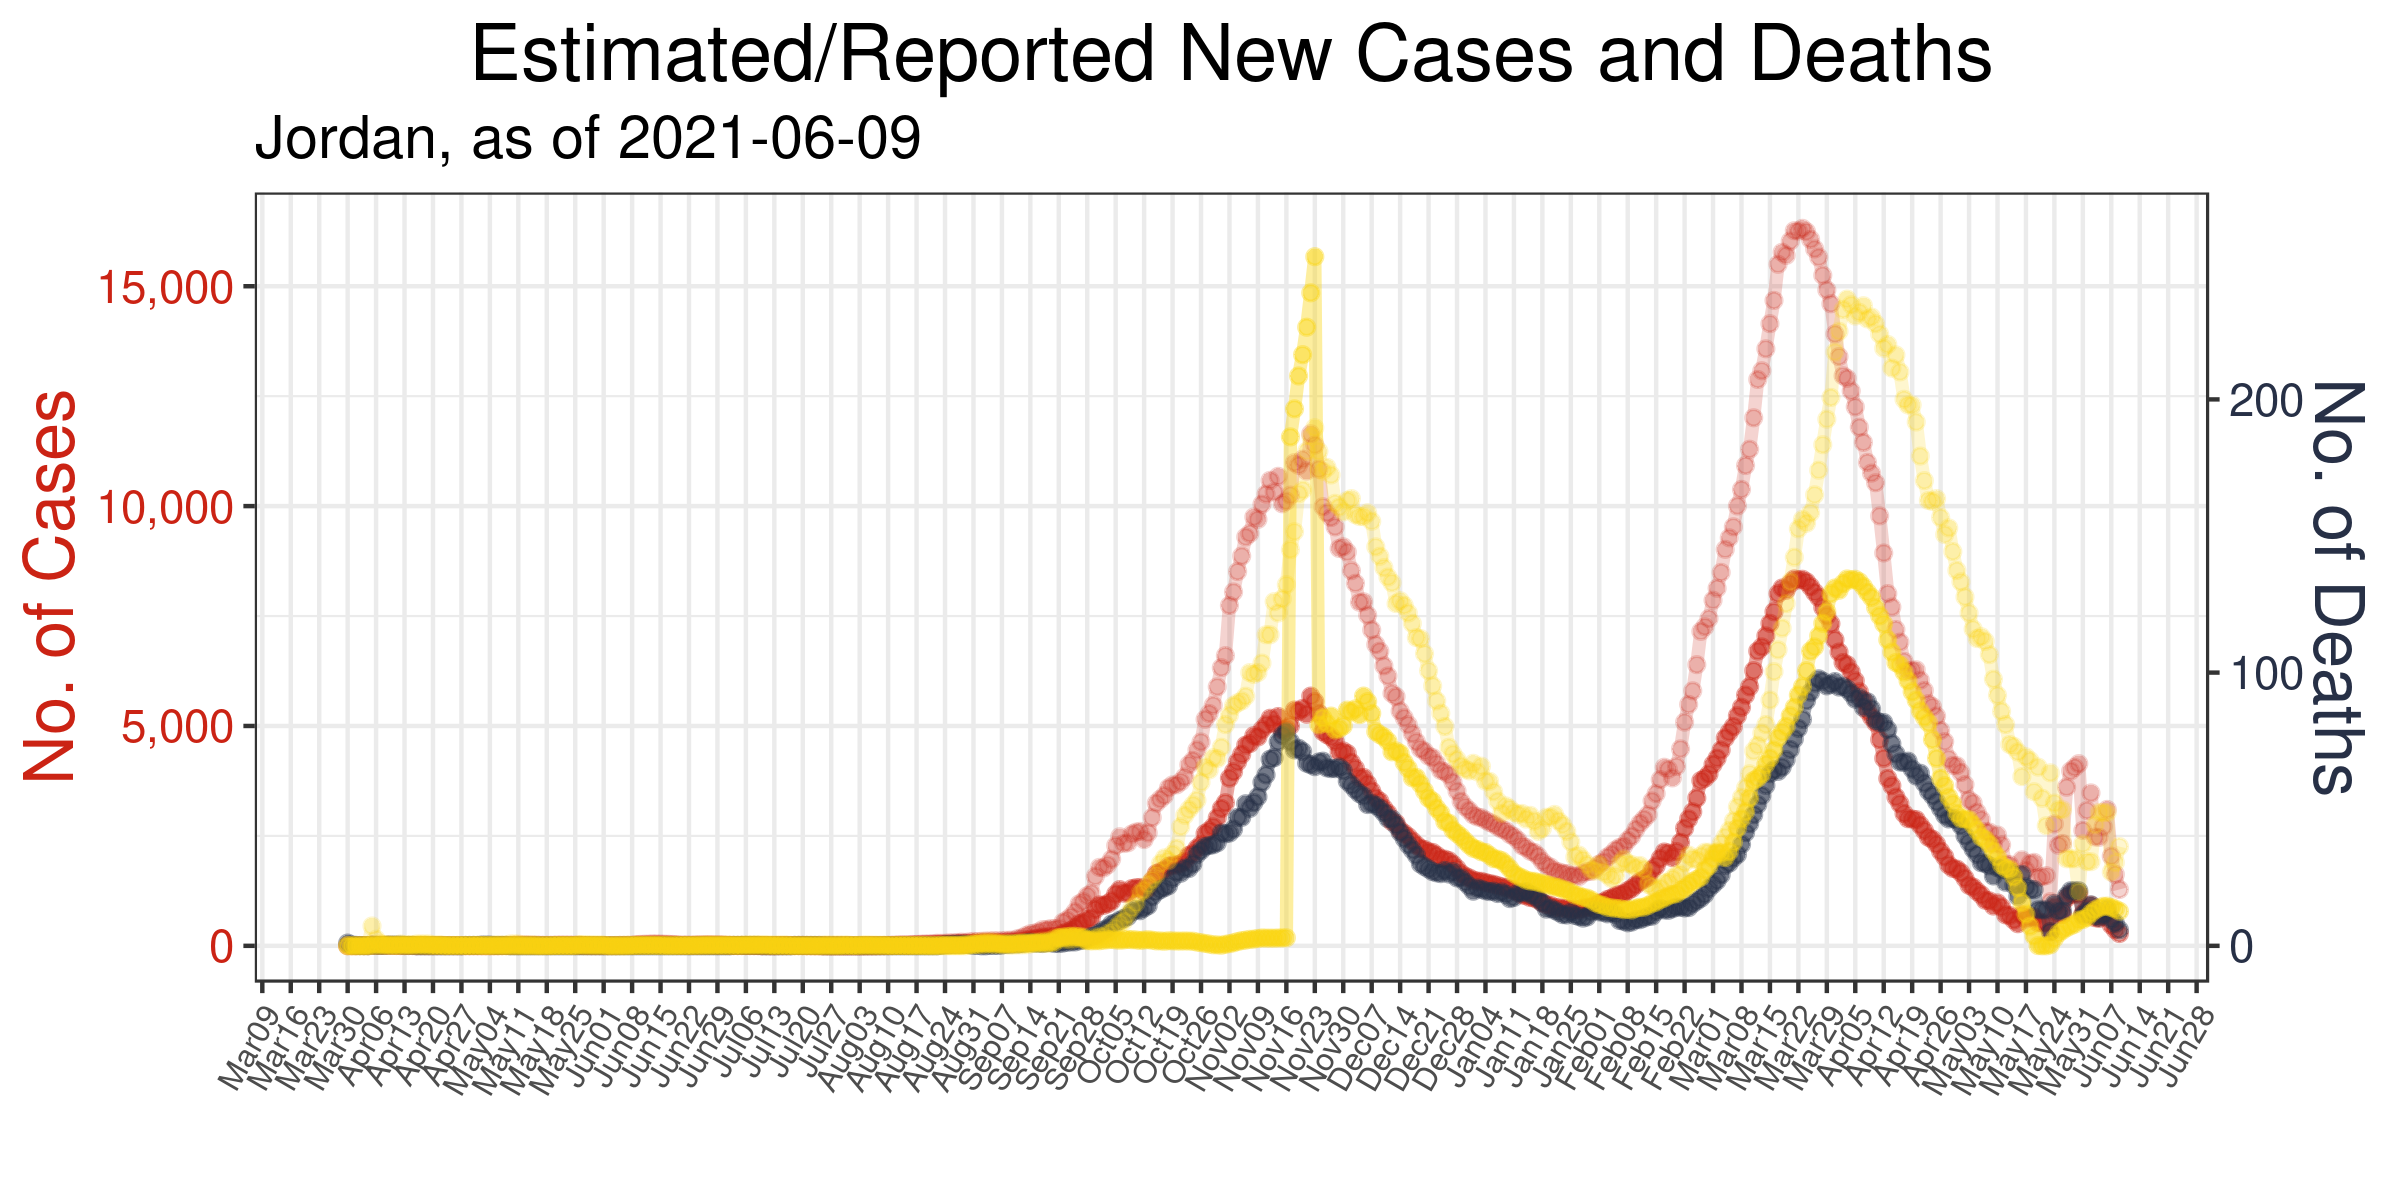 Estimated/Reported New Cases and Deaths
Jordan, as of 2021-06-09
No. of Cases
15,000
10,000
5,000
0
200
100
0
No. of Deaths
Mar09
Mar16
Mar23
Mar30
Apr06
Apr13
Apr20
Apr27
May04
May11
May18
May25
Jun01
Jun08
Jun15
Jun22
Jun29
Jul06
Jul13
Jul20
Jul27
Aug03
Aug10
Aug17
Aug24
Aug31
Sep07
Sep14
Sep21
Sep28
Oct05
Oct12
Oct19
Oct26
Nov02
Nov09
Nov16
Nov23
Nov30
Dec07
Dec14
Dec21
Dec28
Jan04
Jan11
Jan18
Jan25
Feb01
Feb08
Feb15
Feb22
Mar01
Mar08
Mar15
Mar22
Mar29
Apr05
Apr12
Apr19
Apr26
May03
May10
May17
May24
May31
Jun07
Jun14
Jun21
Jun28